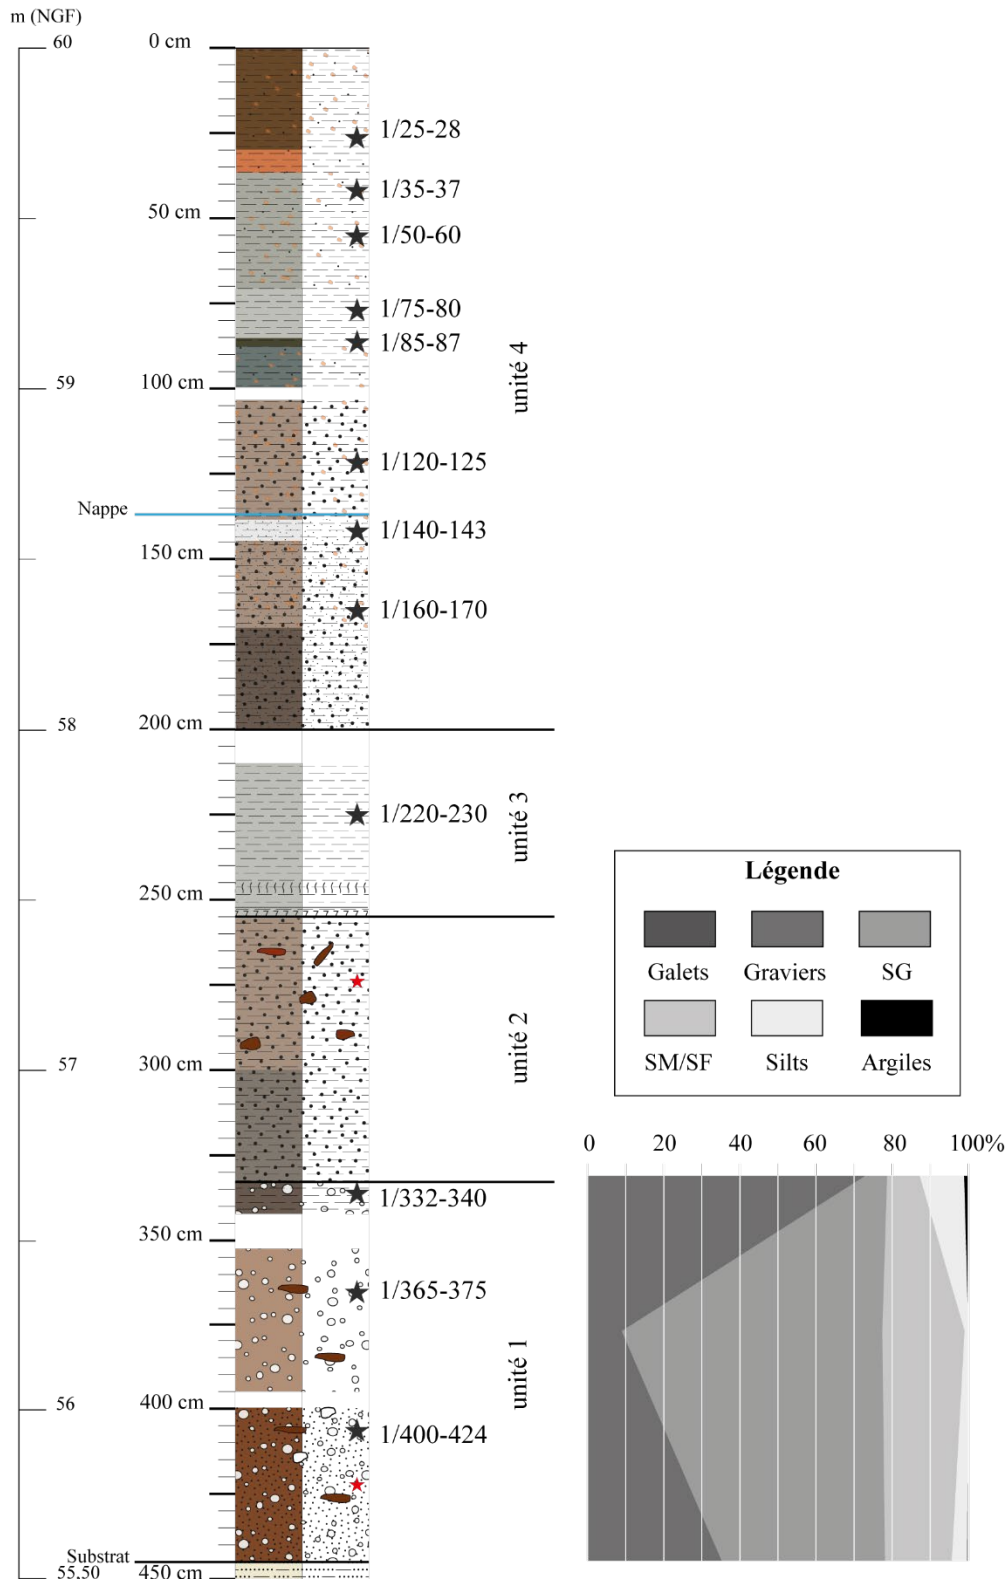 m (NGF)
60
0 cm
1/25-28
1/35-37
50 cm
1/50-60
1/75-80
1/85-87
unité 4
59
100 cm
1/120-125
Nappe
1/140-143
150 cm
1/160-170
58
200 cm
1/220-230
unité 3
250 cm
Légende
Galets Graviers SG
SM/SF Silts Argiles
unité 2
57
300 cm
0 20 40 60 80 100%
1/332-340
350 cm
1/365-375
unité 1
56
400 cm
1/400-424
Substrat
55,50
450 cm